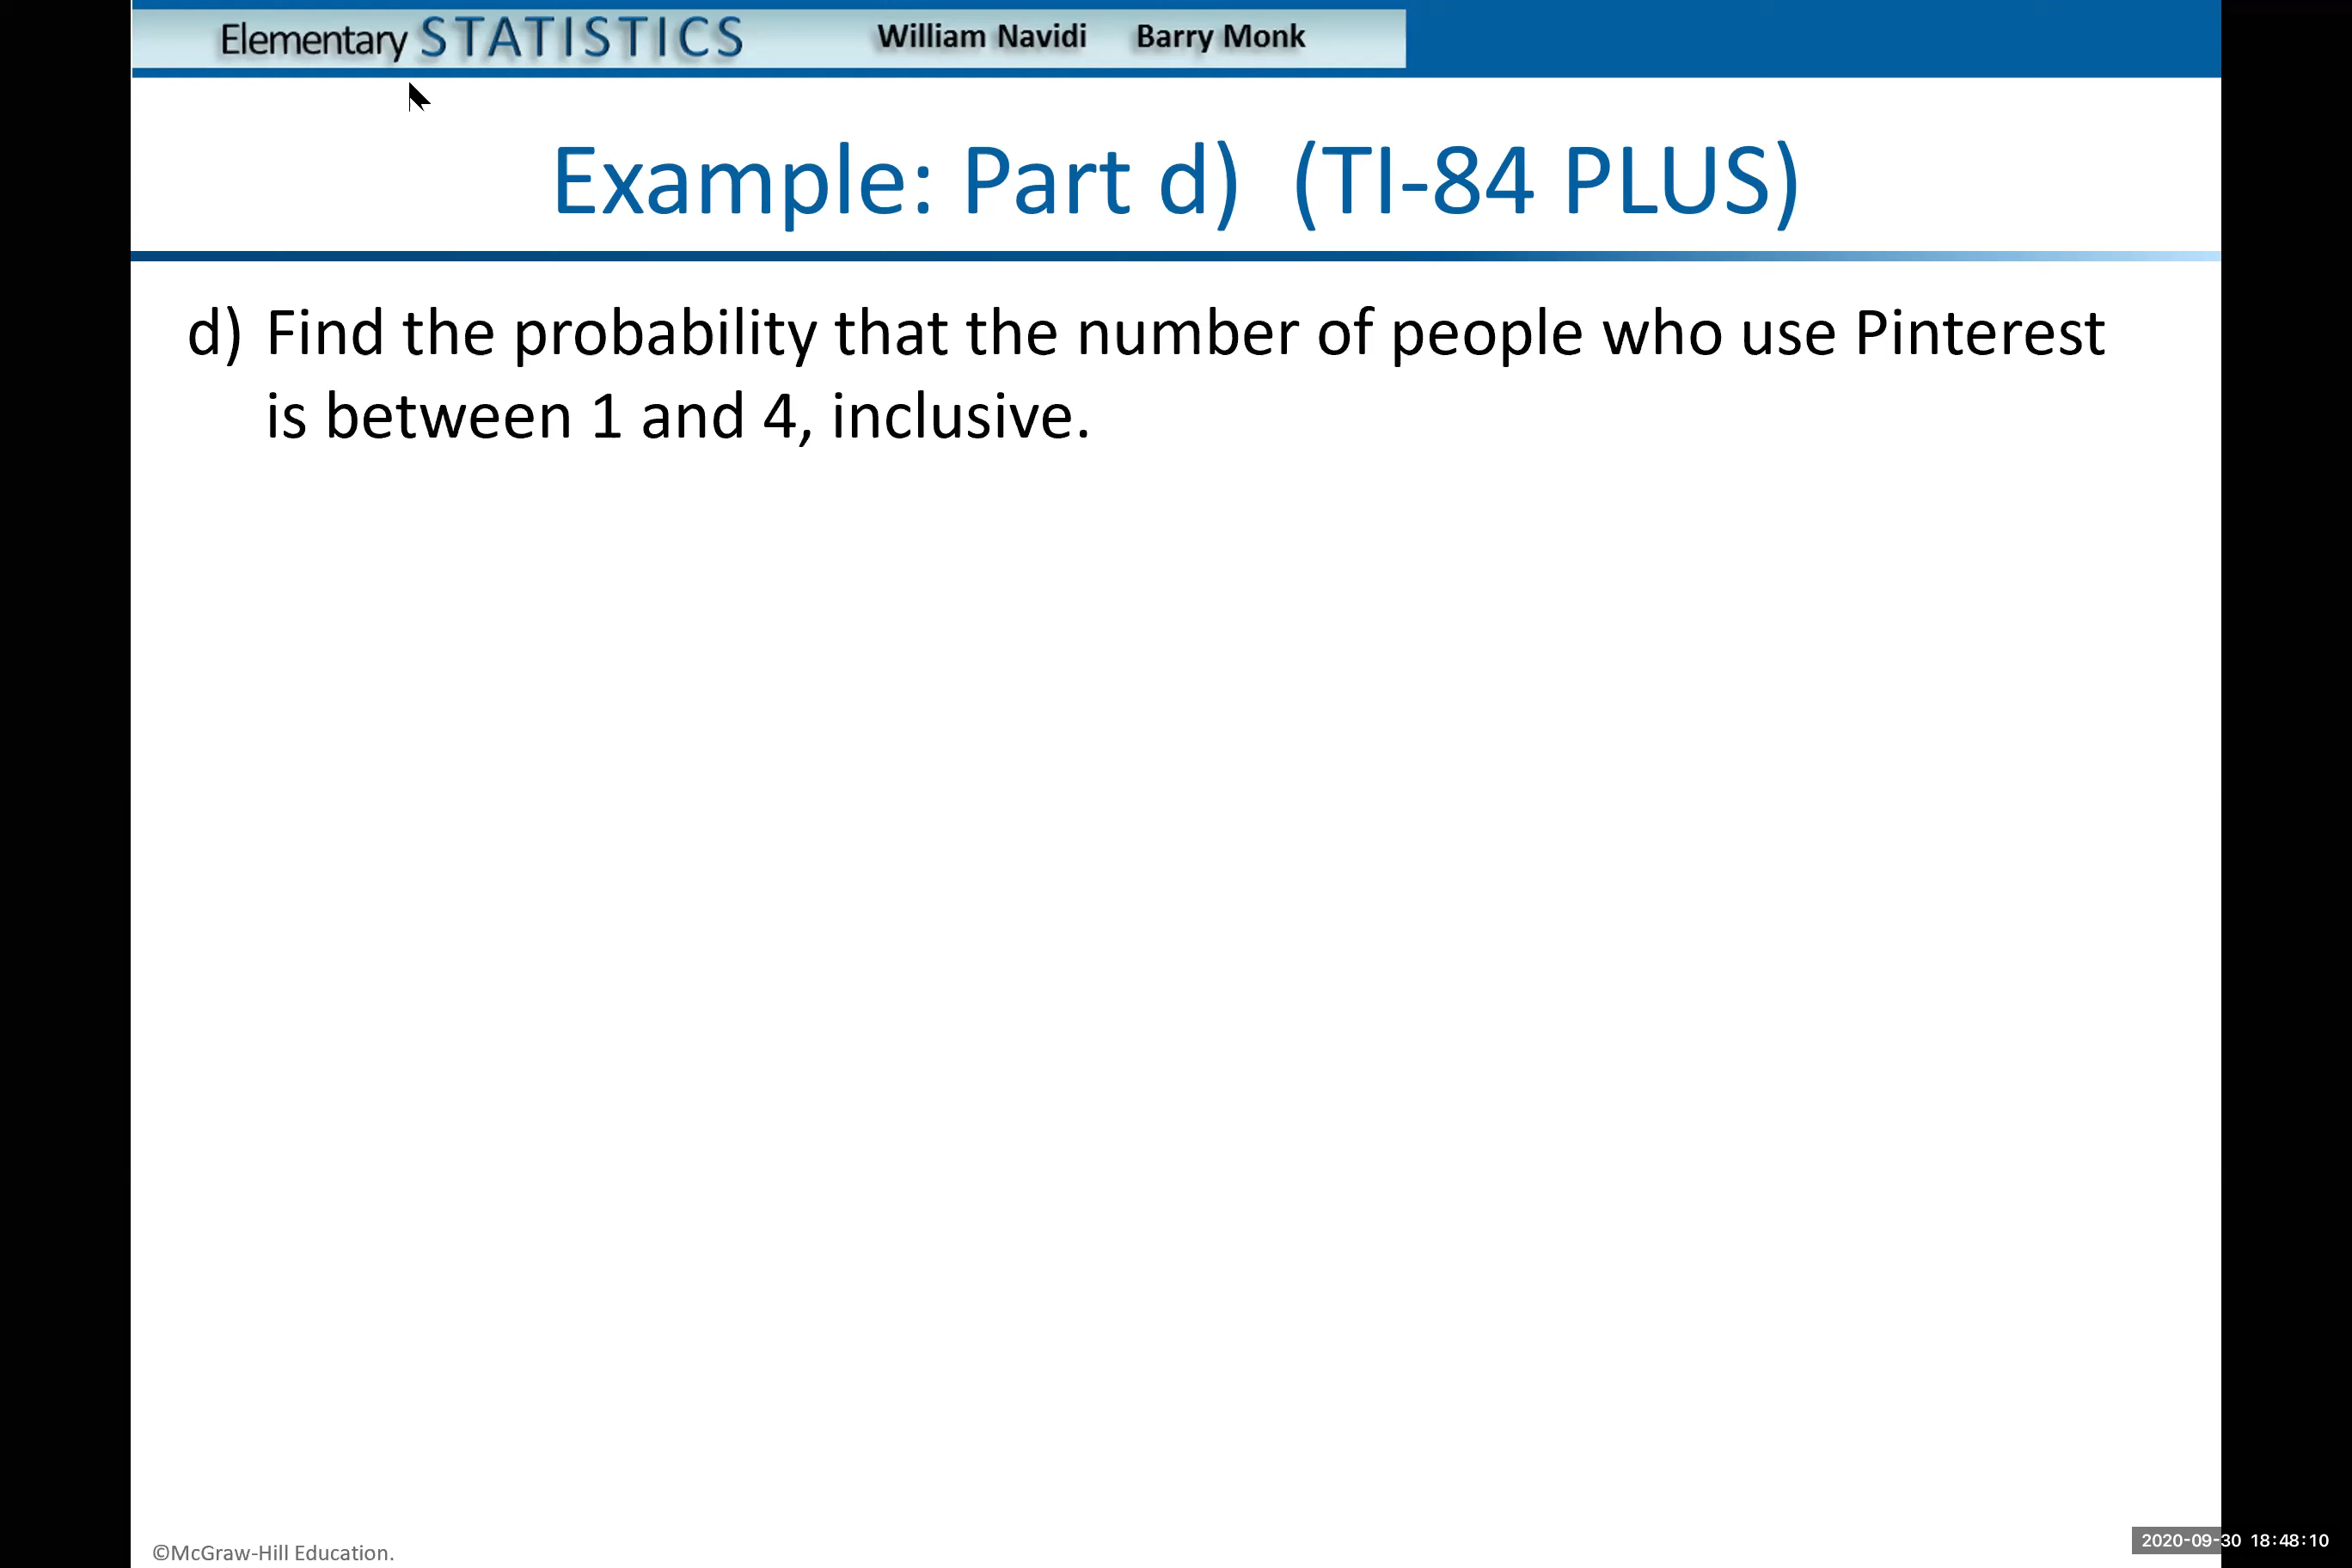 Elementary STATISTICS William Navidi Barry Monk
Example: Part d) (TI-84 PLUS)
d) Find the probability that the number of people who use Pinterest
is between 1 and 4, inclusive.
©McGraw-Hill Education.
2020-09-30 18:48:10